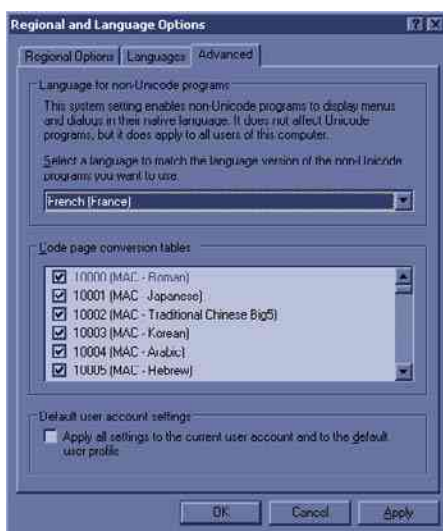 Regional and Language Options
Regional Options
Languages
Advanced
Language for non-Unicode programs
This system setting enables non-Unicode programs to display menus
and dialogs in their native language. It does not affect Unicode
programs, but it does apply to all users of this computer.
Select a language to match the language version of the non-Unicode
programs you want to use:
French (France)
Code page conversion tables
10000 (MAC - Roman)
10001 (MAC - Japanese)
10002 (MAC - Traditional Chinese Big5)
10003 (MAC - Korean)
10004 (MAC - Arabic)
10005 (MAC - Hebrew)
Default user account settings
Apply all settings to the current user account and to the default
user profile
OK
Cancel
Apply